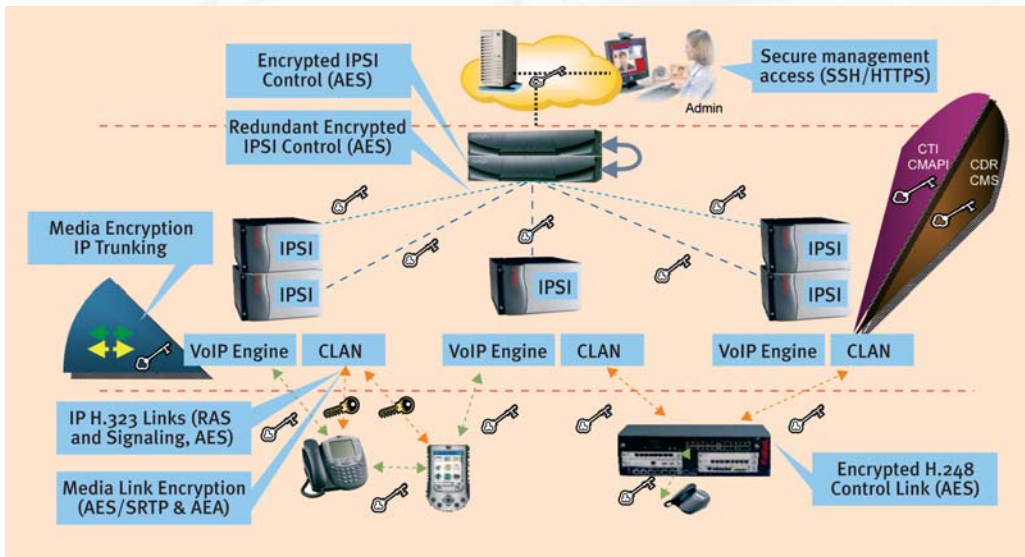 Encrypted IPSI
Control (AES)
Admin
Secure management
access (SSH/HTTPS)
Redundant Encrypted
IPSI Control (AES)
CTI
CMAPI
CDR
CMS
Media Encryption
IP Trunking
IPSI
IPSI
IPSI
IPSI
IPSI
VoIP Engine
CLAN
VoIP Engine
CLAN
VoIP Engine
CLAN
IP H.323 Links (RAS
and Signaling, AES)
Media Link Encryption
(AES/SRTP & AEA)
Encrypted H.248
Control Link (AES)